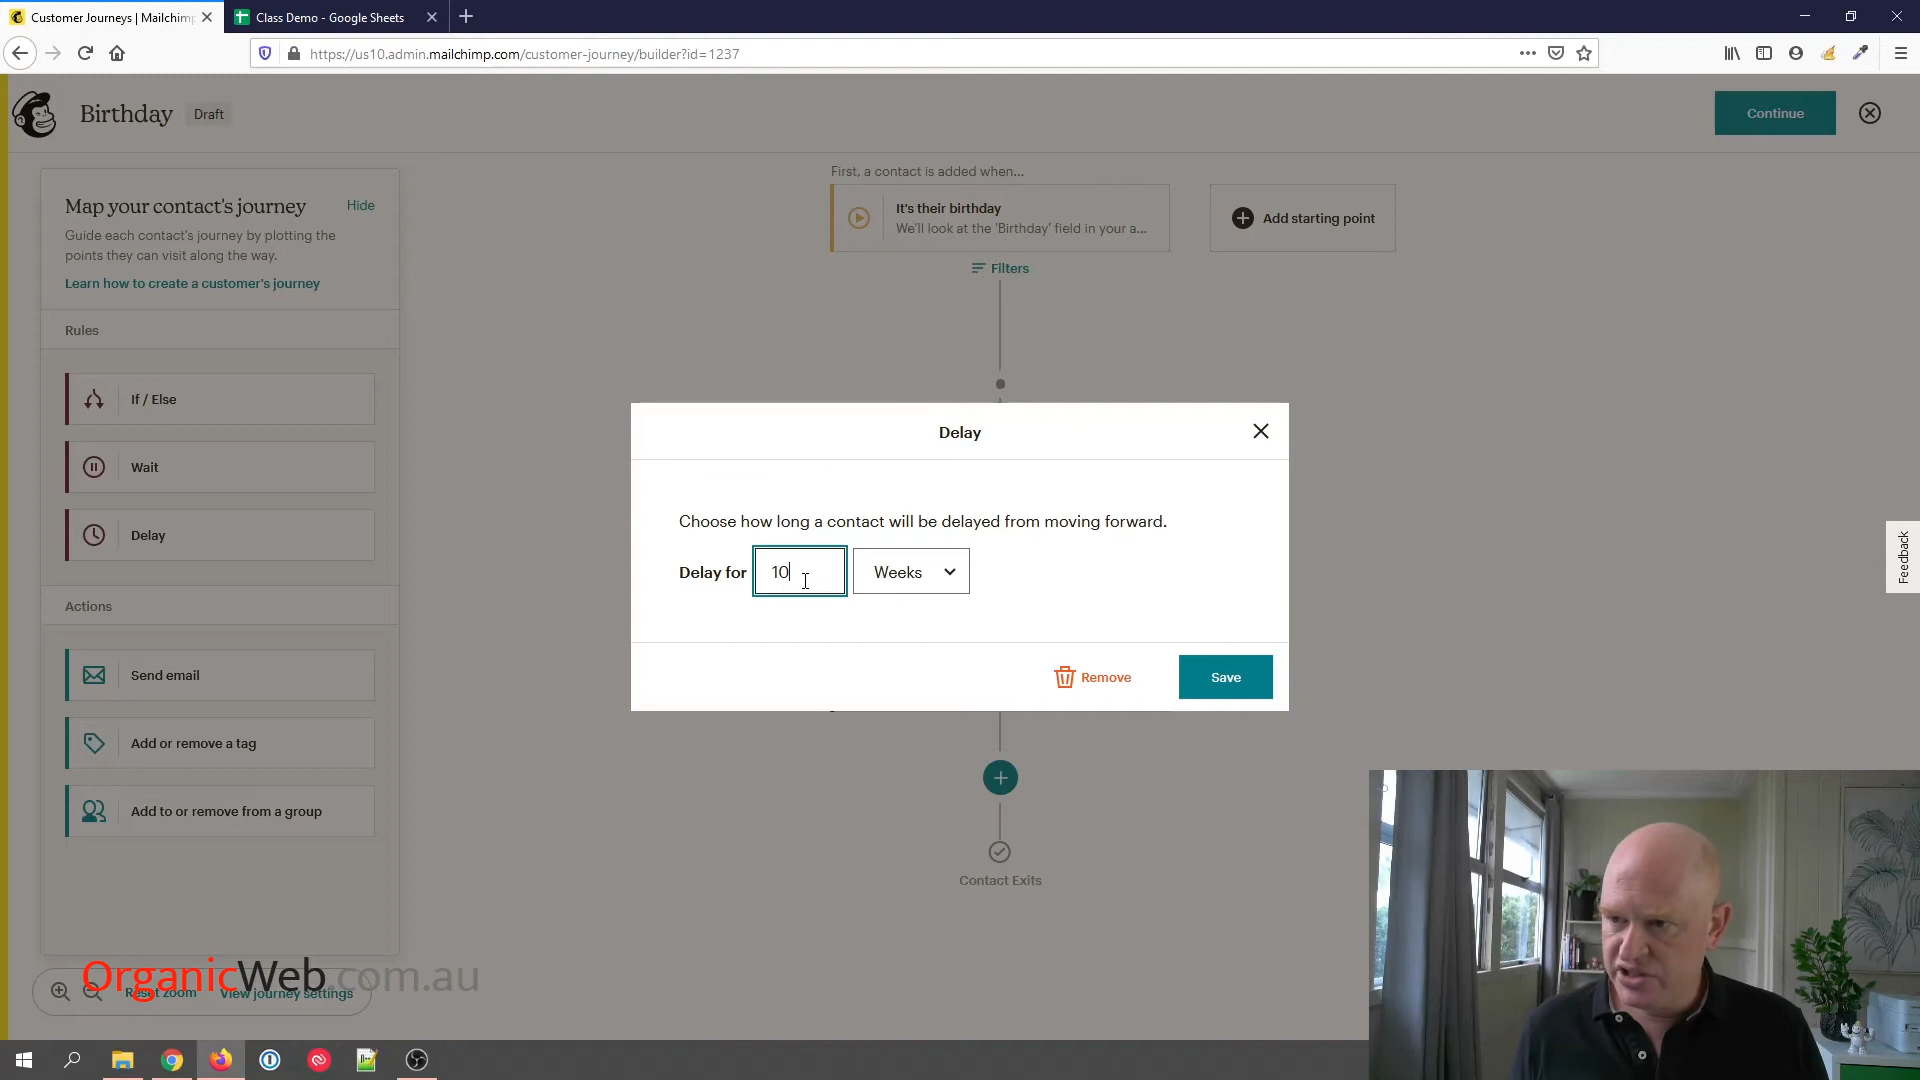 Customer Journeys | Mailchimp
Class Demo - Google Sheets
https://us10.admin.mailchimp.com/customer-journey/builder?id=1237
Birthday
Draft
Continue
Map your contact's journey
Hide
Guide each contact's journey by plotting the
points they can visit along the way.
Learn how to create a customer's journey
Rules
If / Else
Wait
Delay
Actions
Send email
Add or remove a tag
Add to or remove from a group
First, a contact is added when...
It's their birthday
We'll look at the 'Birthday' field in your a...
Add starting point
Filters
Delay
Choose how long a contact will be delayed from moving forward.
Delay for
10
Weeks
Remove
Save
Contact Exits
Feedback
OrganicWeb.com.au
Reset zoom
View journey settings